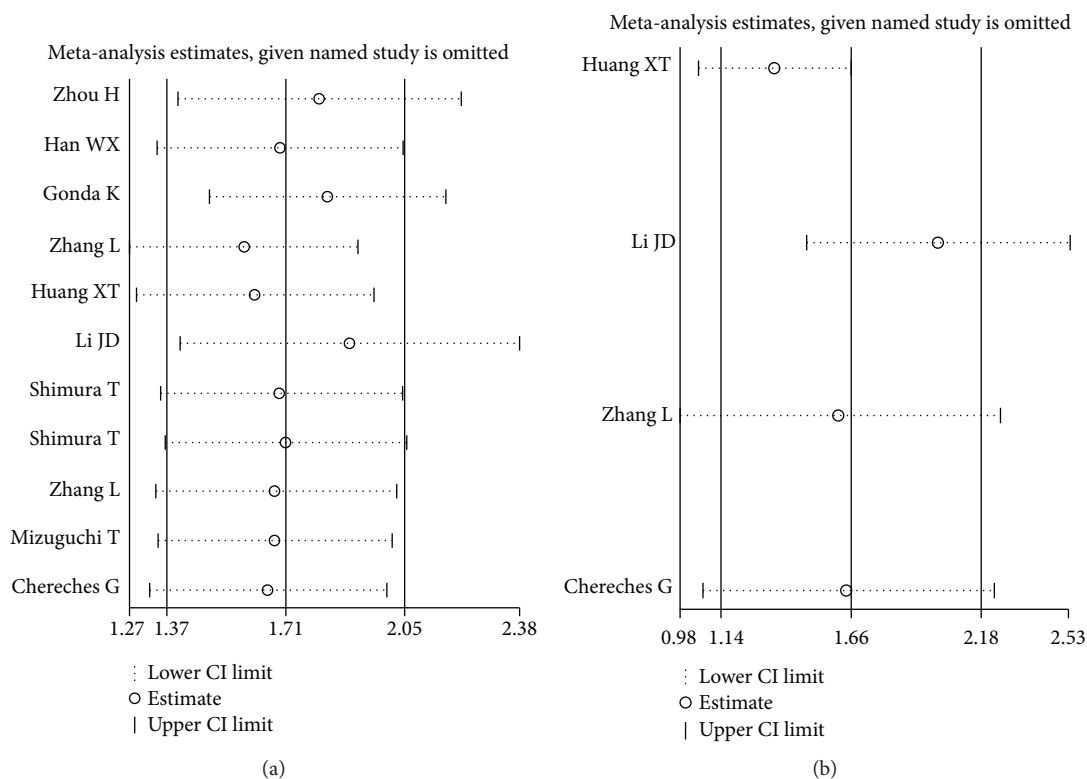 Meta-analysis estimates, given named study is omitted
Zhou H
Han WX
Gonda K
Zhang L
Huang XT
Li JD
Shimura T
Shimura T
Zhang L
Mizuguchi T
Chereches G
1.27 1.37 1.71 2.05 2.38
Lower CI limit
Estimate
Upper CI limit
(a)
Meta-analysis estimates, given named study is omitted
Huang XT
Li JD
Zhang L
Chereches G
0.98 1.14 1.66 2.18 2.53
Lower CI limit
Estimate
Upper CI limit
(b)